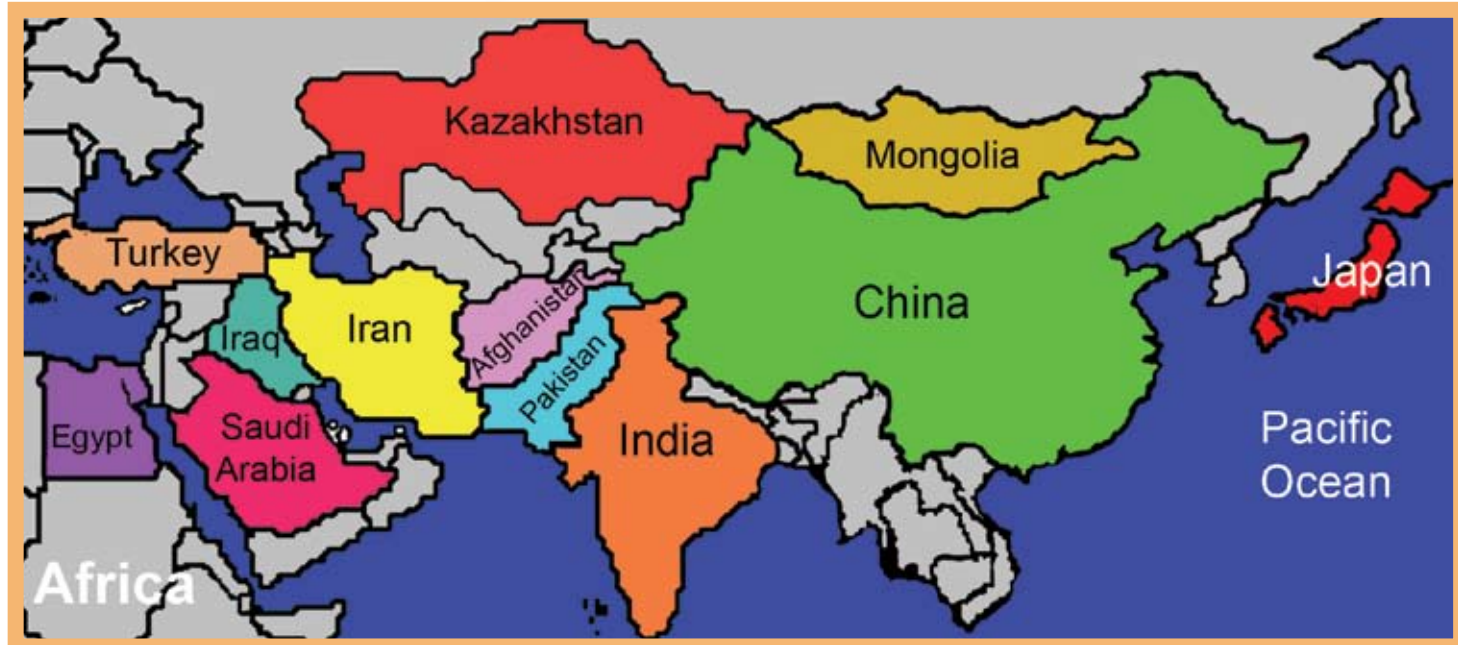 Kazakhstan
Mongolia
Turkey
China
Japan
Iraq
Iran
Afghanistan
Pakistan
Egypt
Saudi
Arabia
India
Pacific
Ocean
Africa